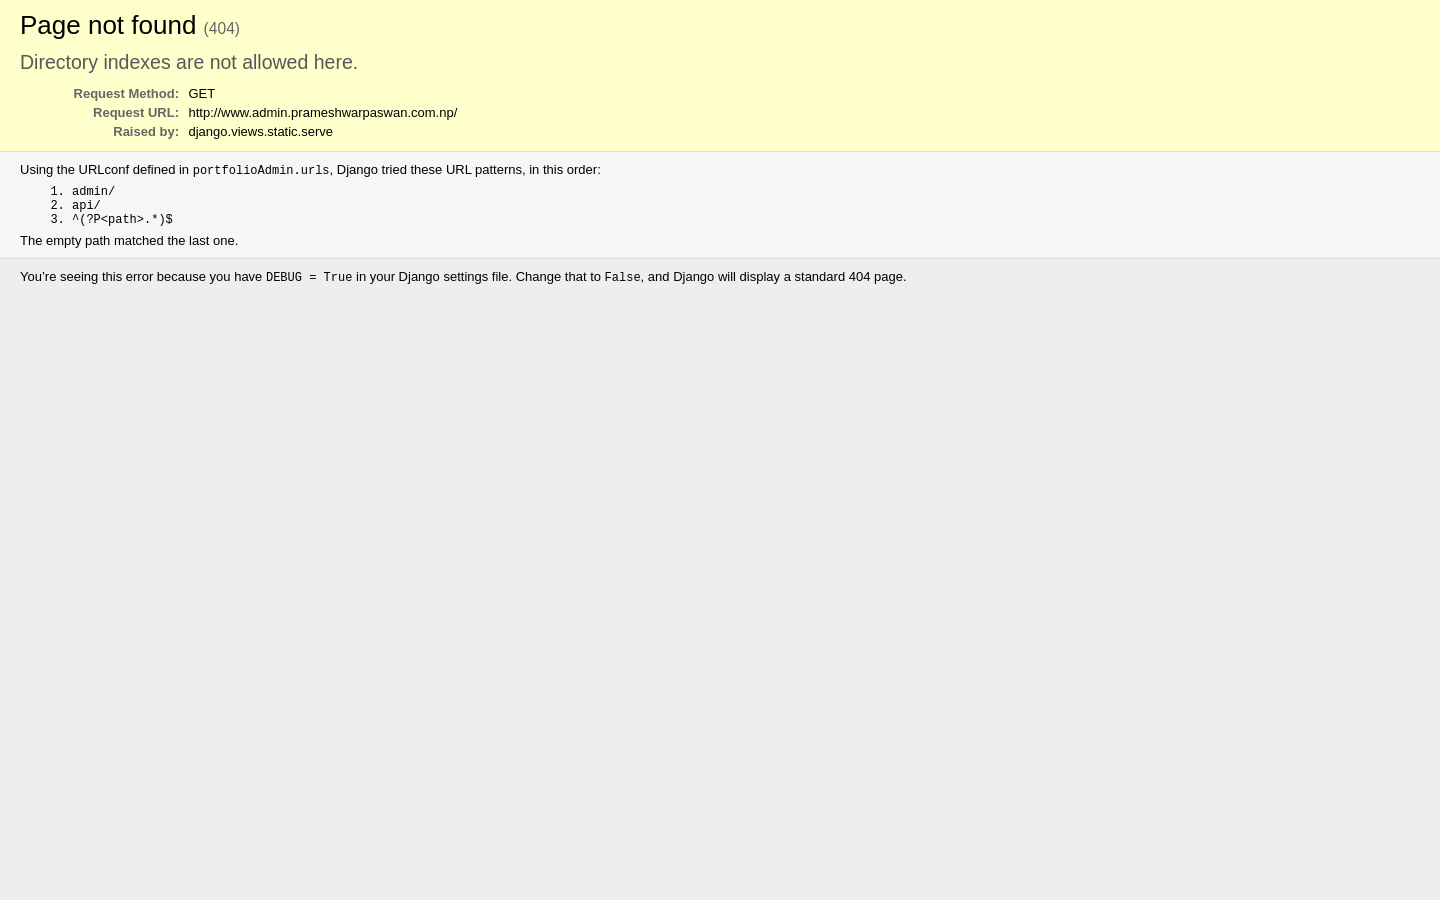 Page not found (404)
Directory indexes are not allowed here.
Request Method: GET
Request URL: http://www.admin.prameshwarpaswan.com.np/
Raised by: django.views.static.serve
Using the URLconf defined in portfolioAdmin.urls, Django tried these URL patterns, in this order:
1. admin/
2. api/
3. ^(?P<path>.*)$
The empty path matched the last one.
You’re seeing this error because you have DEBUG = True in your Django settings file. Change that to False, and Django will display a standard 404 page.